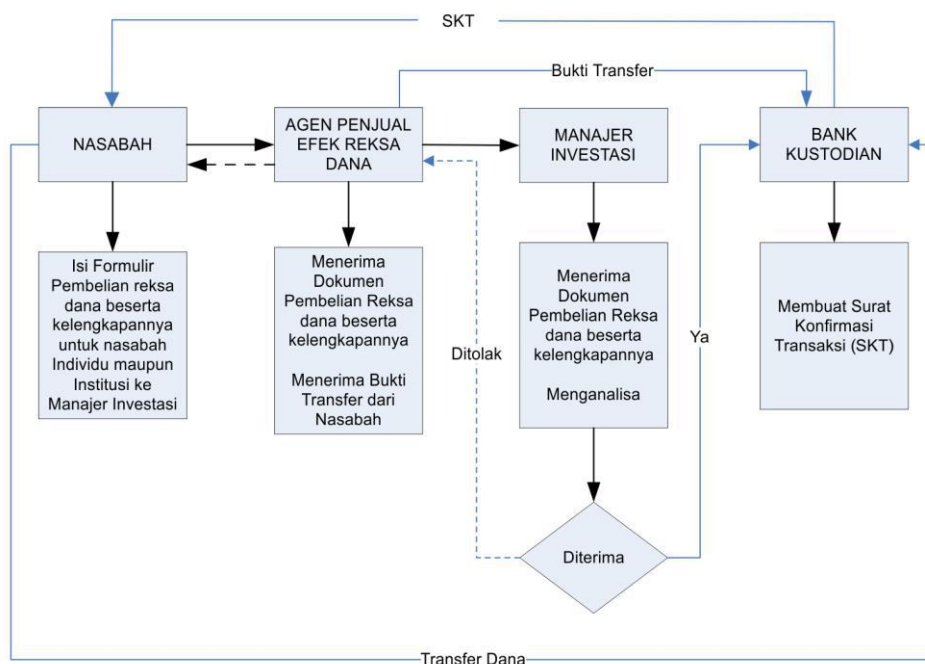 SKT
Bukti Transfer
NASABAH
AGEN PENJUAL
EFEK REKSA
DANA
MANAJER
INVESTASI
BANK
KUSTODIAN
Isi Formulir
Pembelian reksa
dana beserta
kelengkapannya
untuk nasabah
Individu maupun
Institusi ke
Manajer Investasi
Menerima
Dokumen
Pembelian Reksa
dana beserta
kelengkapannya
Menerima Bukti
Transfer dari
Nasabah
Ditolak
Menerima
Dokumen
Pembelian Reksa
dana beserta
kelengkapannya
Menganalisa
Ya
Membuat Surat
Konfirmasi
Transaksi (SKT)
Diterima
Transfer Dana